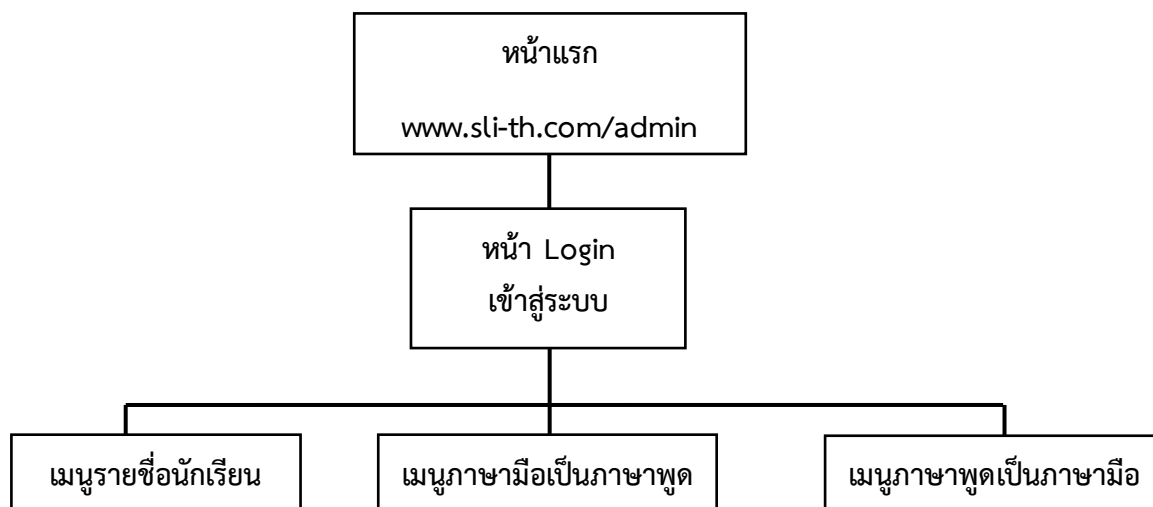 หน้าแรก
www.sli-th.com/admin
หน้า Login
เข้าสู่ระบบ
เมนูรายชื่อนักเรียน
เมนูภาษามือเป็นภาษาพูด
เมนูภาษาพูดเป็นภาษามือ